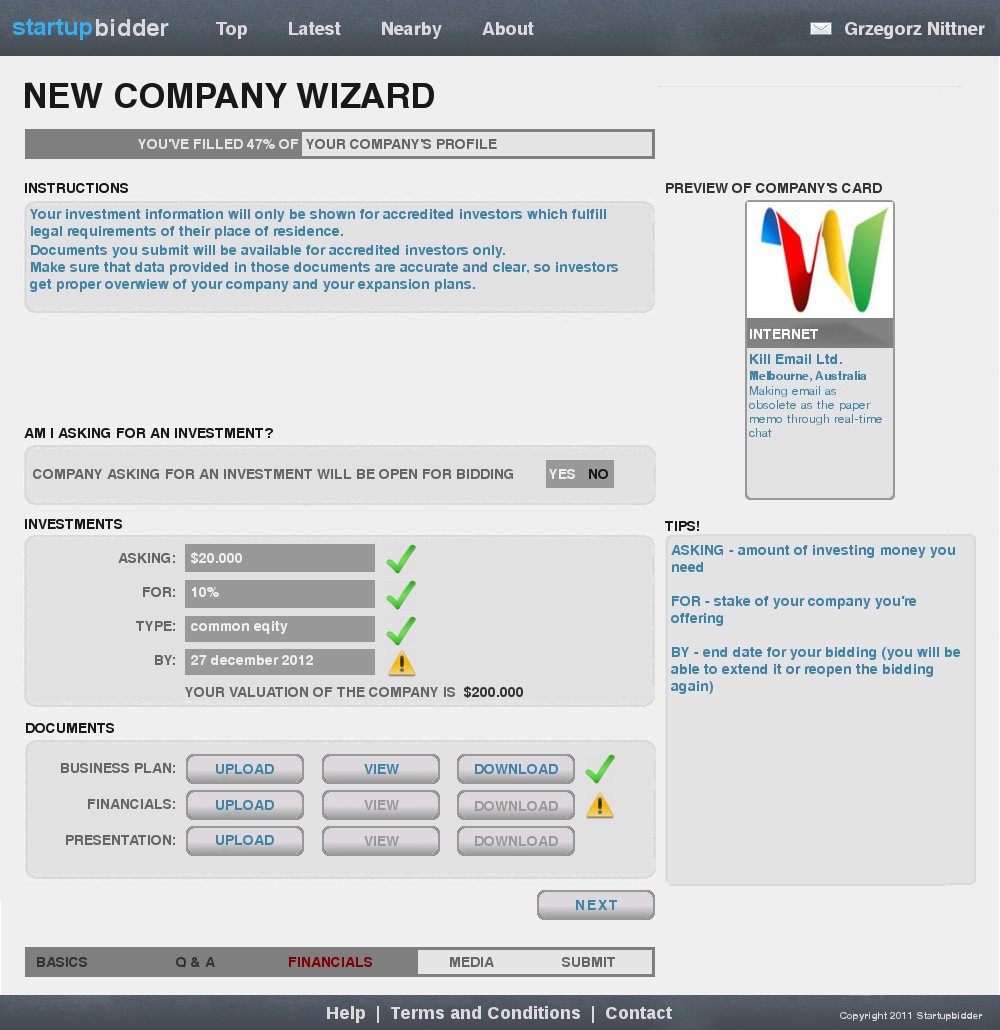 startupbidder Top Latest Nearby About Grzegorz Nittner
NEW COMPANY WIZARD
YOU'VE FILLED 47% OF YOUR COMPANY'S PROFILE
INSTRUCTIONS
Your investment information will only be shown for accredited investors which fulfill
legal requirements of their place of residence.
Documents you submit will be available for accredited investors only.
Make sure that data provided in those documents are accurate and clear, so investors
get proper overwiew of your company and your expansion plans.
PREVIEW OF COMPANY'S CARD
INTERNET
Kill Email Ltd.
Melbourne, Australia
Making email as
obsolete as the paper
memo through real-time
chat
AM I ASKING FOR AN INVESTMENT?
COMPANY ASKING FOR AN INVESTMENT WILL BE OPEN FOR BIDDING YES NO
INVESTMENTS
ASKING: $20.000
FOR: 10%
TYPE: common eqity
BY: 27 december 2012
YOUR VALUATION OF THE COMPANY IS $200.000
TIPS!
ASKING - amount of investing money you
need
FOR - stake of your company you're
offering
BY - end date for your bidding (you will be
able to extend it or reopen the bidding
again)
DOCUMENTS
BUSINESS PLAN: UPLOAD VIEW DOWNLOAD
FINANCIALS: UPLOAD VIEW DOWNLOAD
PRESENTATION: UPLOAD VIEW DOWNLOAD
NEXT
BASICS Q & A FINANCIALS MEDIA SUBMIT
Help | Terms and Conditions | Contact
Copyright 2011 Startupbidder